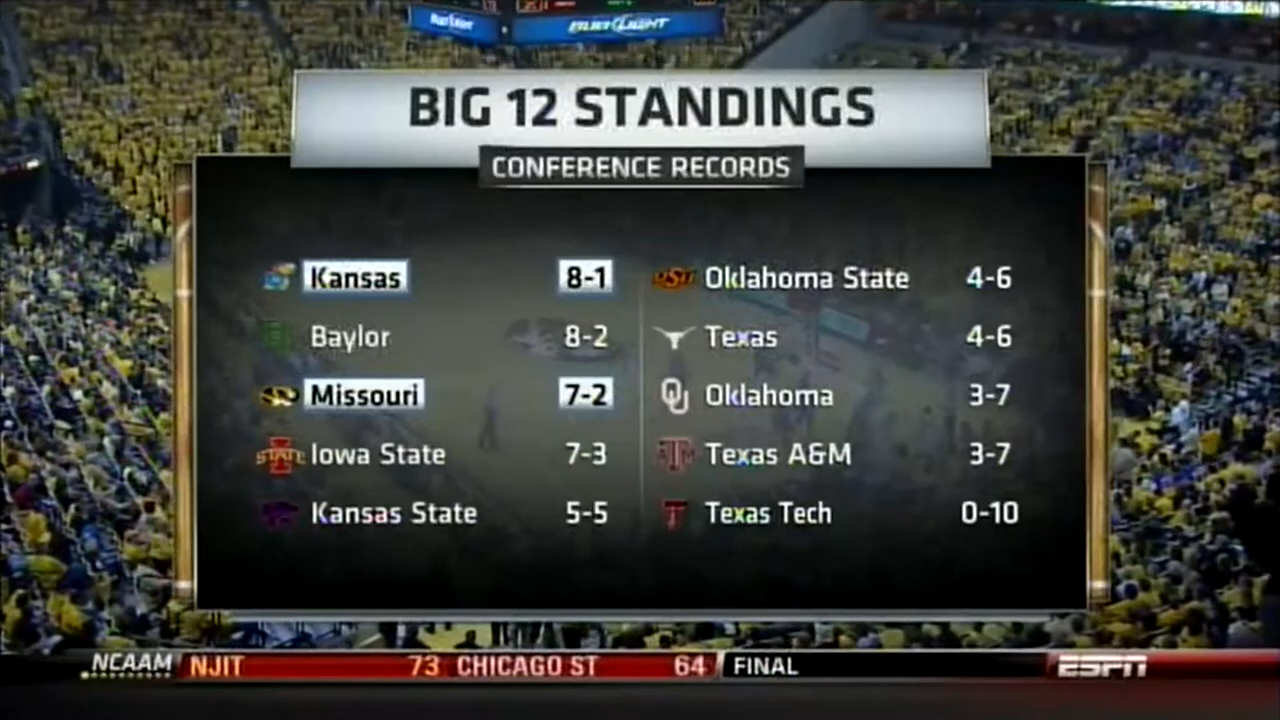 BUD LIGHT
BIG 12 STANDINGS
CONFERENCE RECORDS
Kansas 8-1
Baylor 8-2
Missouri 7-2
Iowa State 7-3
Kansas State 5-5
Oklahoma State 4-6
Texas 4-6
Oklahoma 3-7
Texas A&M 3-7
Texas Tech 0-10
NCAAM NJIT 73 CHICAGO ST 64 FINAL ESPN